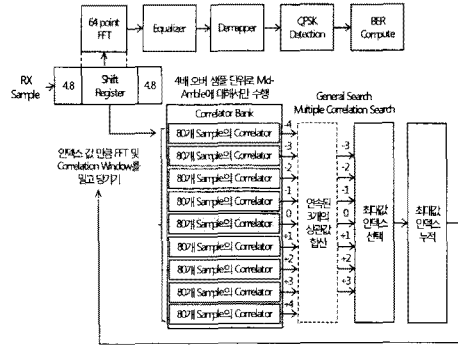 64 point
FFT
Equalizer
Demapper
QPSK
Detection
BER
Compute
RX
Sample
4.8
Shift
Register
4.8
4배 오버 샘플 단위로 Mid-
Amble에 대해서만 수행
General Search
Multiple Correlation Search
Correlator Bank
인덱스 값 만큼 FFT 및
Correlation Window를
밀고 당기기
80개 Sample의 Correlator
80개 Sample의 Correlator
80개 Sample의 Correlator
80개 Sample의 Correlator
80개 Sample의 Correlator
80개 Sample의 Correlator
80개 Sample의 Correlator
80개 Sample의 Correlator
80개 Sample의 Correlator
-4
-3
-2
-1
0
+1
+2
+3
+4
연속된
3개의
상관값
합산
-3
-2
-1
0
+1
+2
+3
최대값
인덱스
선택
최대값
인덱스
누적